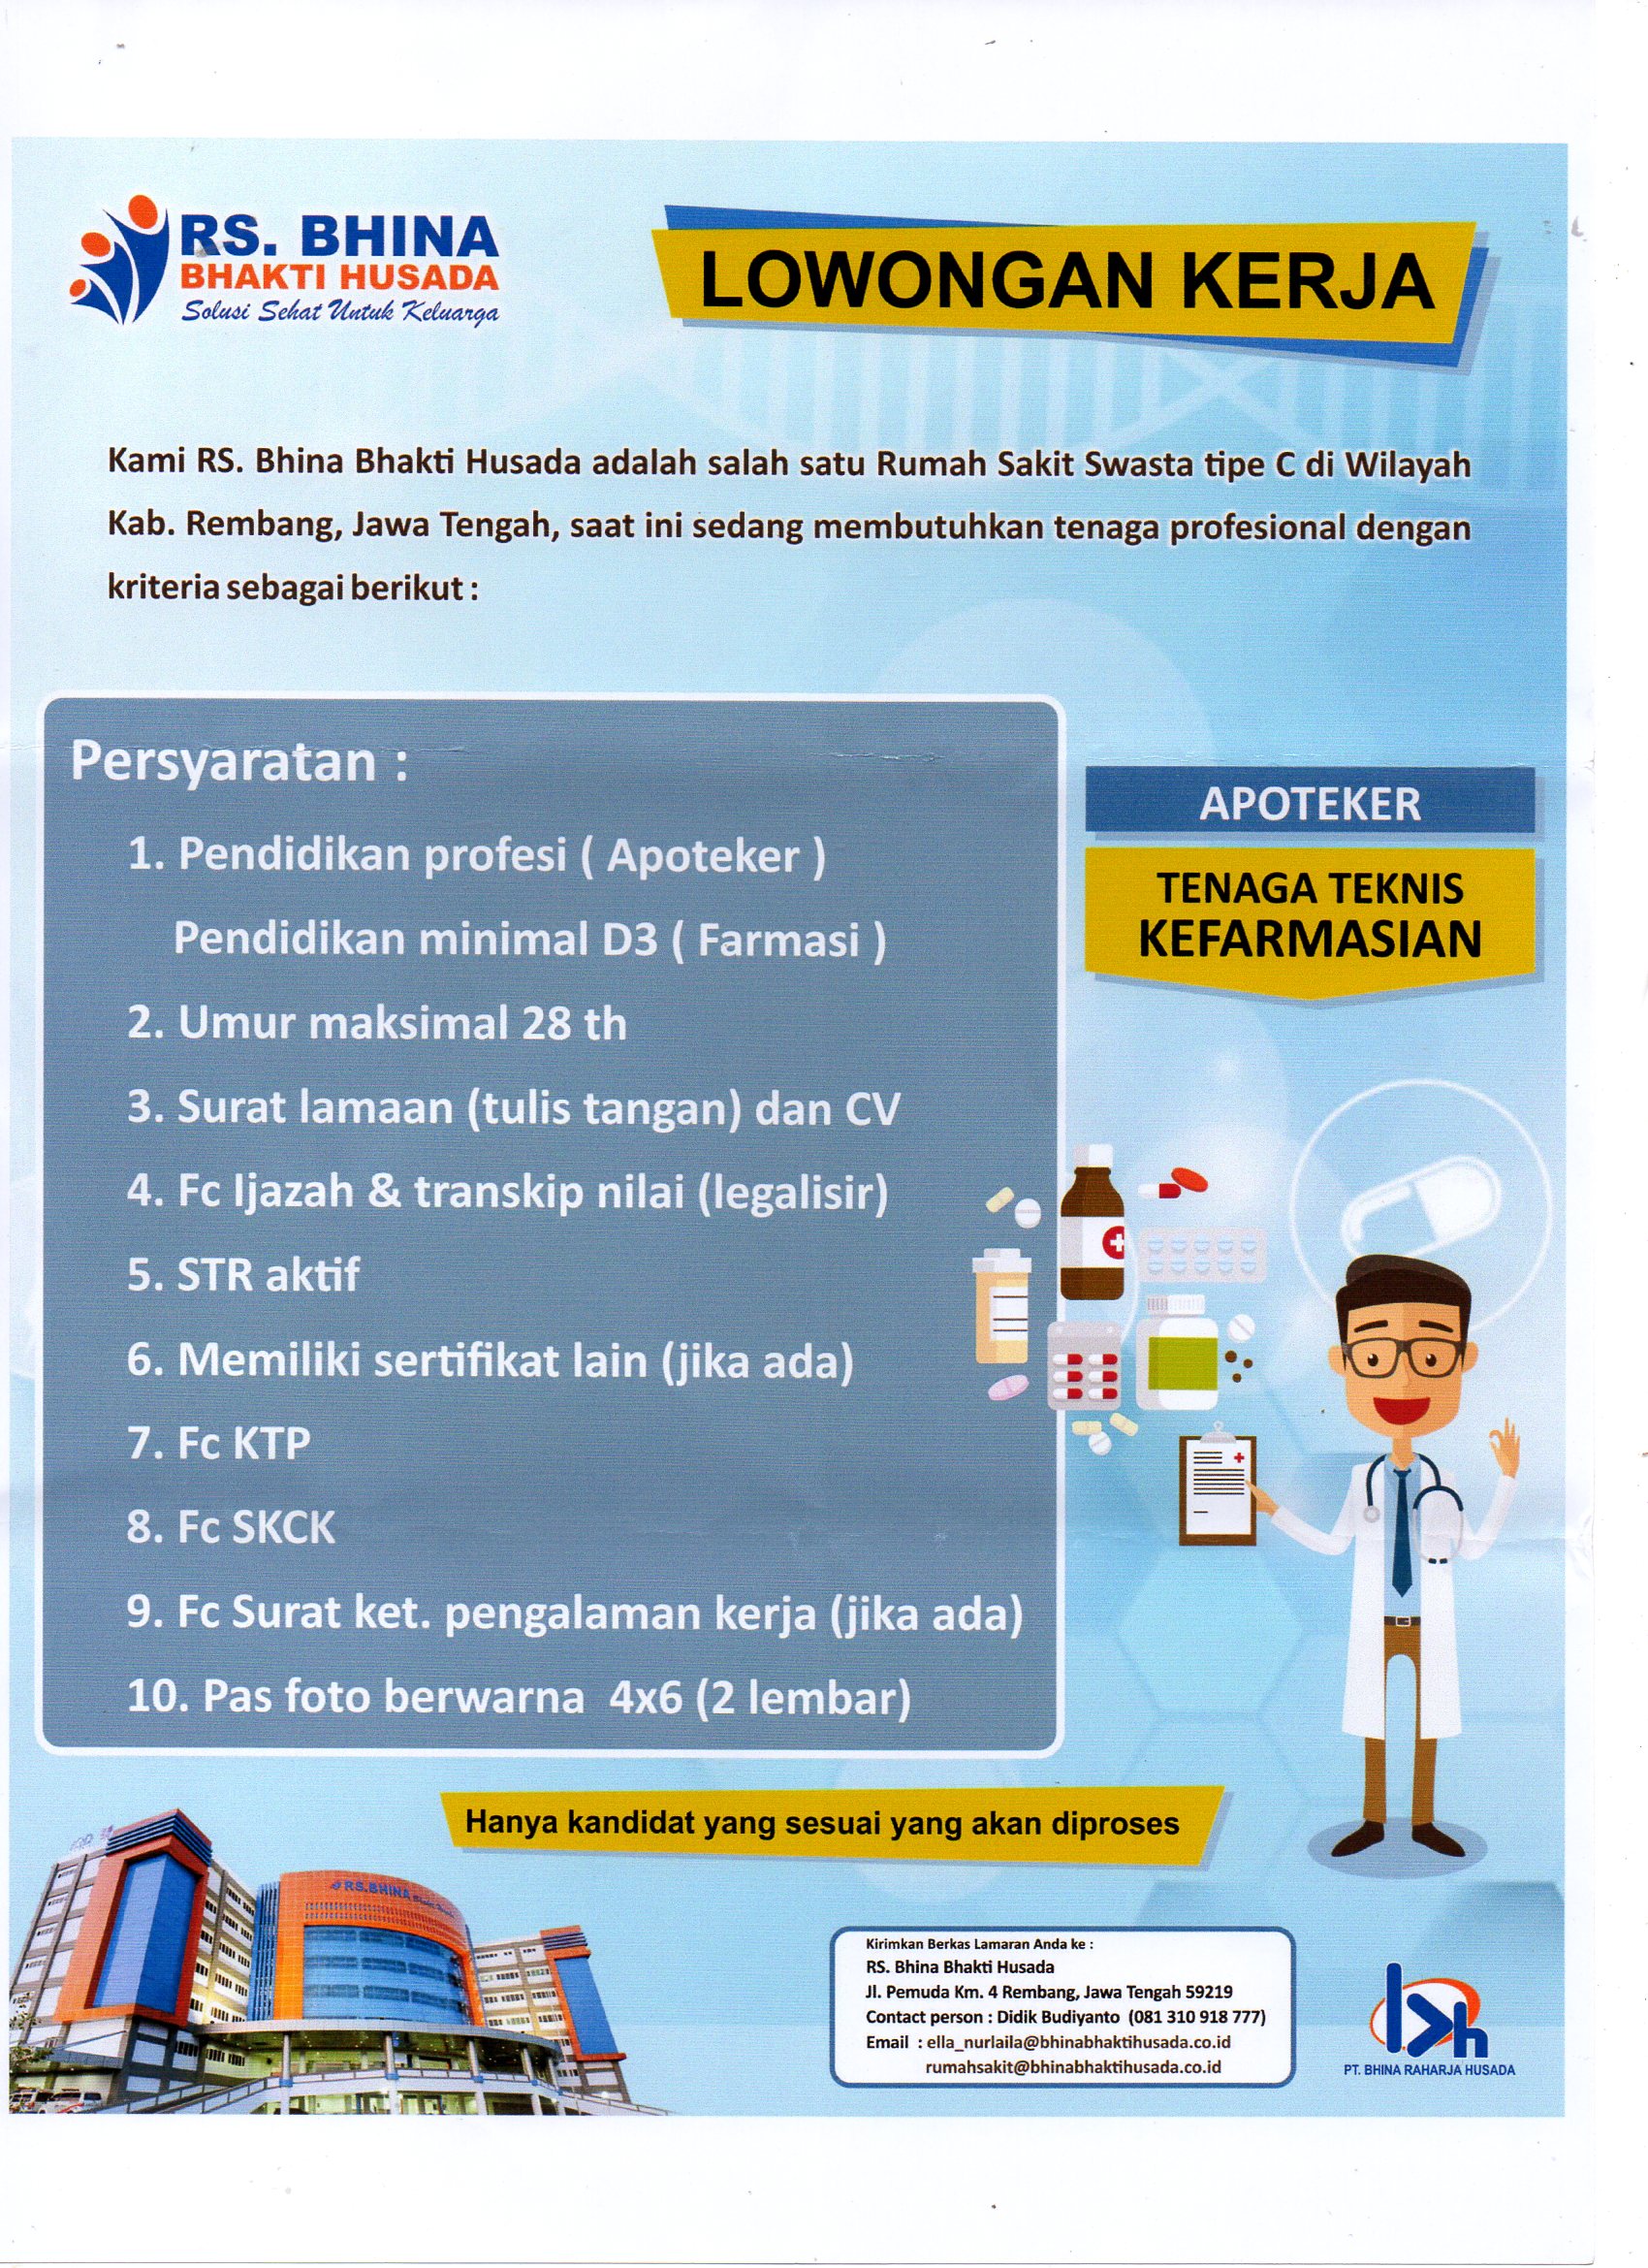 RS. BHINA
BHAKTI HUSADA
Solusi Sehat Untuk Keluarga
LOWONGAN KERJA
Kami RS. Bhina Bhakti Husada adalah salah satu Rumah Sakit Swasta tipe C di Wilayah
Kab. Rembang, Jawa Tengah, saat ini sedang membutuhkan tenaga profesional dengan
kriteria sebagai berikut :
Persyaratan :
1. Pendidikan profesi ( Apoteker )
Pendidikan minimal D3 ( Farmasi )
2. Umur maksimal 28 th
3. Surat lamaan (tulis tangan) dan CV
4. Fc Ijazah & transkip nilai (legalisir)
5. STR aktif
6. Memiliki sertifikat lain (jika ada)
7. Fc KTP
8. Fc SKCK
9. Fc Surat ket. pengalaman kerja (jika ada)
10. Pas foto berwarna  4x6 (2 lembar)
APOTEKER
TENAGA TEKNIS
KEFARMASIAN
Hanya kandidat yang sesuai yang akan diproses
RS.BHINA
Kirimkan Berkas Lamaran Anda ke :
RS. Bhina Bhakti Husada
Jl. Pemuda Km. 4 Rembang, Jawa Tengah 59219
Contact person : Didik Budiyanto  (081 310 918 777)
Email  : ella_nurlaila@bhinabhaktihusada.co.id
rumahsakit@bhinabhaktihusada.co.id
bh
PT. BHINA RAHARJA HUSADA